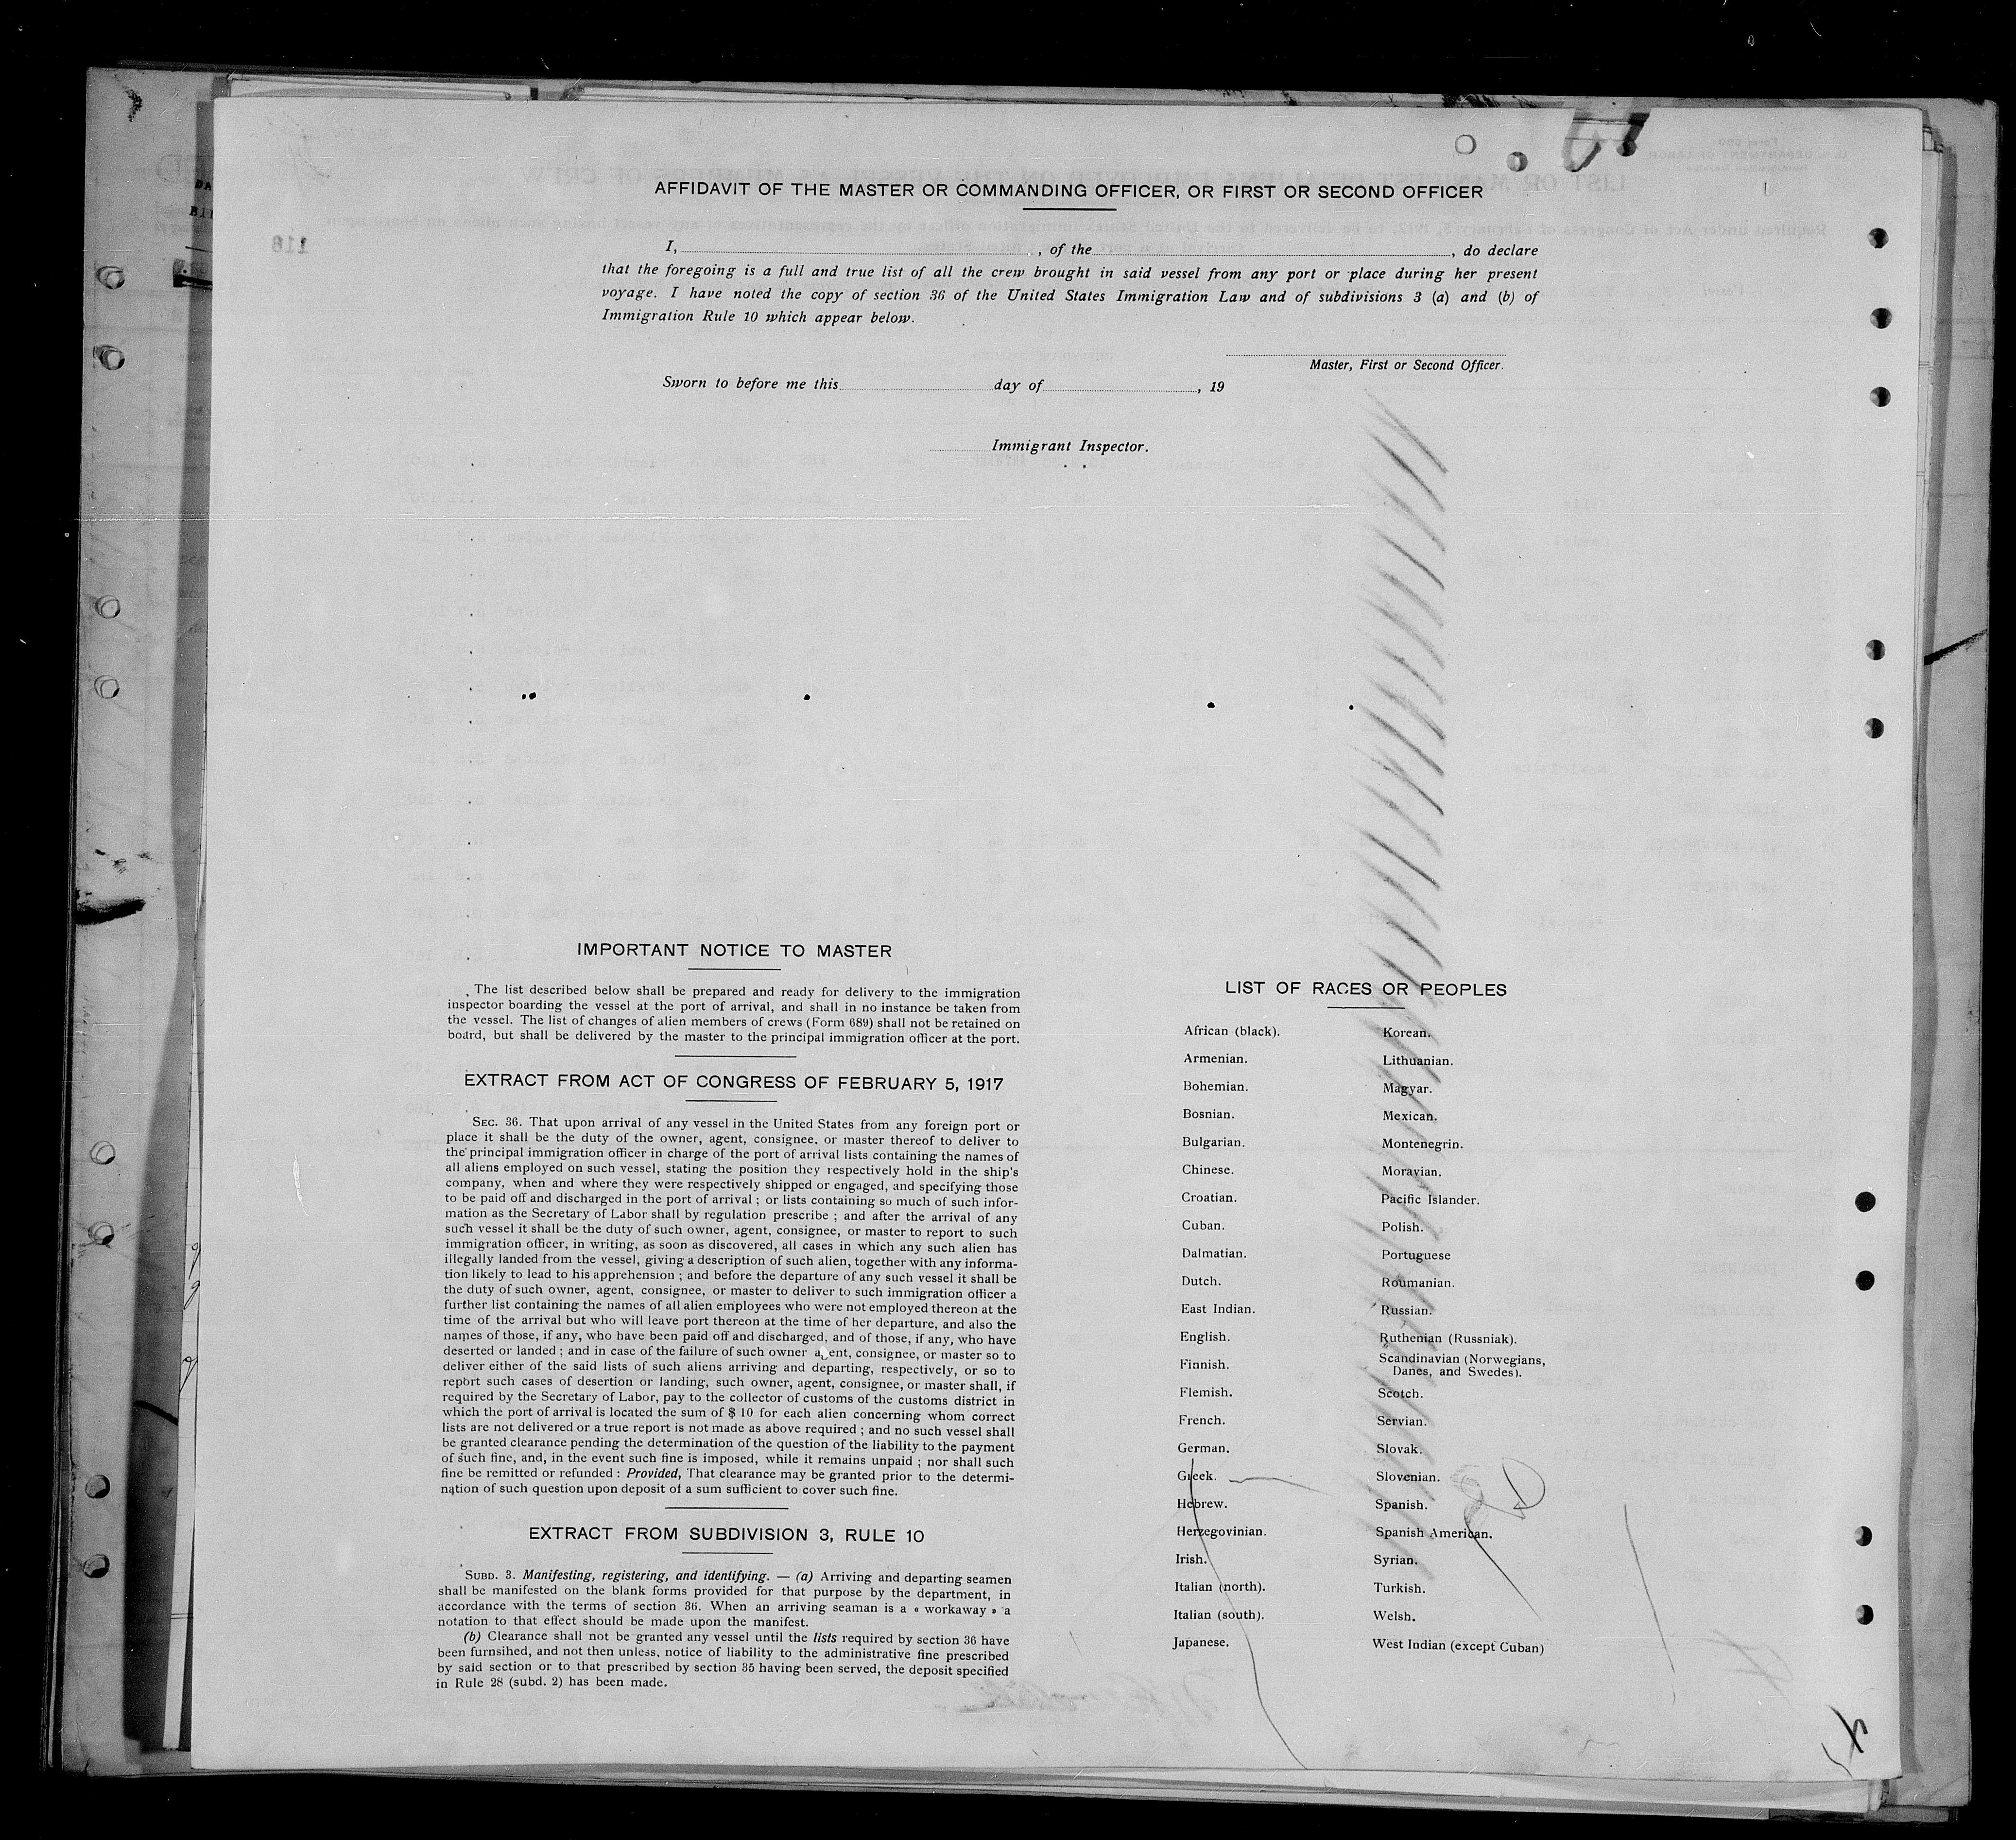 AFFIDAVIT OF THE MASTER OR COMMANDING OFFICER, OR FIRST OR SECOND OFFICER
I, , of the , do declare
that the foregoing is a full and true list of all the crew brought in said vessel from any port or place during her present
voyage. I have noted the copy of section 36 of the United States Immigration Law and of subdivisions 3 (a) and (b) of
Immigration Rule 10 which appear below.
Master, First or Second Officer.
Sworn to before me this day of , 19
Immigrant Inspector.
IMPORTANT NOTICE TO MASTER
The list described below shall be prepared and ready for delivery to the immigration
inspector boarding the vessel at the port of arrival, and shall in no instance be taken from
the vessel. The list of changes of alien members of crews (Form 689) shall not be retained on
board, but shall be delivered by the master to the principal immigration officer at the port.
EXTRACT FROM ACT OF CONGRESS OF FEBRUARY 5, 1917
SEC. 36. That upon arrival of any vessel in the United States from any foreign port or
place it shall be the duty of the owner, agent, consignee, or master thereof to deliver to
the principal immigration officer in charge of the port of arrival lists containing the names of
all aliens employed on such vessel, stating the position they respectively hold in the ship's
company, when and where they were respectively shipped or engaged, and specifying those
to be paid off and discharged in the port of arrival ; or lists containing so much of such infor-
mation as the Secretary of Labor shall by regulation prescribe ; and after the arrival of any
such vessel it shall be the duty of such owner, agent, consignee, or master to report to such
immigration officer, in writing, as soon as discovered, all cases in which any such alien has
illegally landed from the vessel, giving a description of such alien, together with any informa-
tion likely to lead to his apprehension ; and before the departure of any such vessel it shall be
the duty of such owner, agent, consignee, or master to deliver to such immigration officer a
further list containing the names of all alien employees who were not employed thereon at the
time of the arrival but who will leave port thereon at the time of her departure, and also the
names of those, if any, who have been paid off and discharged, and of those, if any, who have
deserted or landed ; and in case of the failure of such owner agent, consignee, or master so to
deliver either of the said lists of such aliens arriving and departing, respectively, or so to
report such cases of desertion or landing, such owner, agent, consignee, or master shall, if
required by the Secretary of Labor, pay to the collector of customs of the customs district in
which the port of arrival is located the sum of $ 10 for each alien concerning whom correct
lists are not delivered or a true report is not made as above required ; and no such vessel shall
be granted clearance pending the determination of the question of the liability to the payment
of such fine, and, in the event such fine is imposed, while it remains unpaid ; nor shall such
fine be remitted or refunded : Provided, That clearance may be granted prior to the determi-
nation of such question upon deposit of a sum sufficient to cover such fine.
EXTRACT FROM SUBDIVISION 3, RULE 10
SUBD. 3. Manifesting, registering, and identifying. — (a) Arriving and departing seamen
shall be manifested on the blank forms provided for that purpose by the department, in
accordance with the terms of section 36. When an arriving seaman is a « workaway » a
notation to that effect should be made upon the manifest.
(b) Clearance shall not be granted any vessel until the lists required by section 36 have
been furnsihed, and not then unless, notice of liability to the administrative fine prescribed
by said section or to that prescribed by section 35 having been served, the deposit specified
in Rule 28 (subd. 2) has been made.
LIST OF RACES OR PEOPLES
African (black).
Armenian.
Bohemian.
Bosnian.
Bulgarian.
Chinese.
Croatian.
Cuban.
Dalmatian.
Dutch.
East Indian.
English.
Finnish.
Flemish.
French.
German.
Greek.
Hebrew.
Herzegovinian.
Irish.
Italian (north).
Italian (south).
Japanese.
Korean.
Lithuanian.
Magyar.
Mexican.
Montenegrin.
Moravian.
Pacific Islander.
Polish.
Portuguese
Roumanian.
Russian.
Ruthenian (Russniak).
Scandinavian (Norwegians,
Danes, and Swedes).
Scotch.
Servian.
Slovak.
Slovenian.
Spanish.
Spanish American.
Syrian.
Turkish.
Welsh.
West Indian (except Cuban)